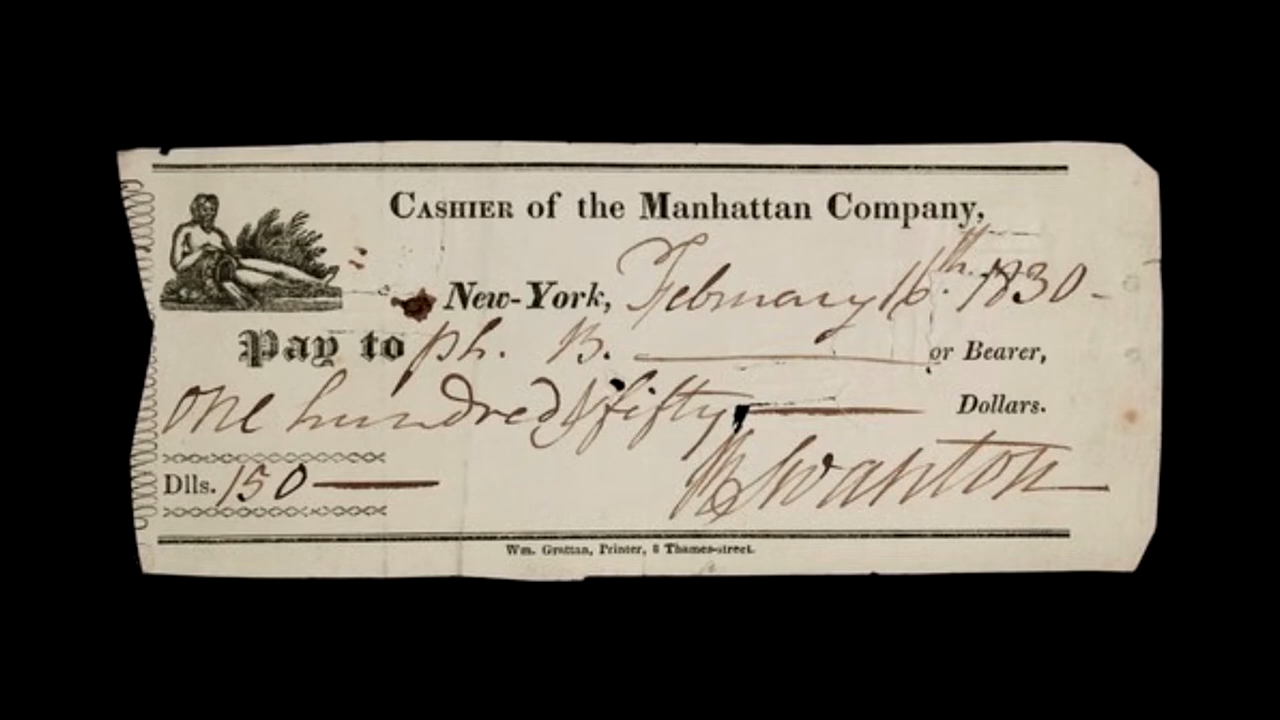 CASHIER of the Manhattan Company,
New-York, February 16th. 1830-
Pay to ph. B. or Bearer,
One hundred & fifty Dollars.
Dlls. 150
Swanton
Wm. Grattan, Printer, 8 Thames-street.